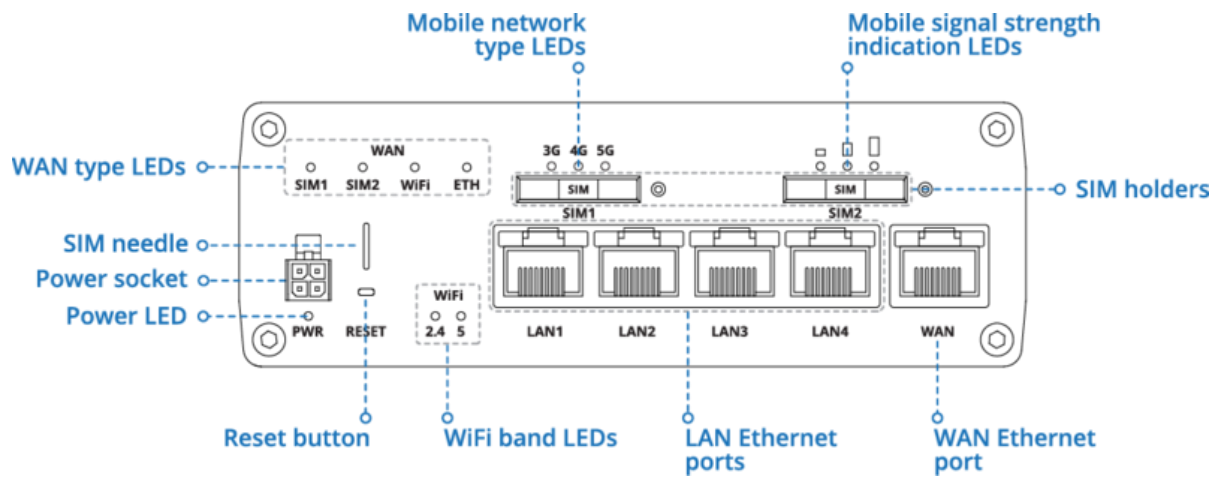 Mobile network
type LEDs
Mobile signal strength
indication LEDs
WAN type LEDs
WAN
SIM1 SIM2 WiFi ETH
3G 4G 5G
SIM
SIM
SIM holders
SIM1
SIM2
SIM needle
Power socket
Power LED
PWR
RESET
WiFi
2.4 5
LAN1 LAN2 LAN3 LAN4 WAN
Reset button
WiFi band LEDs
LAN Ethernet
ports
WAN Ethernet
port